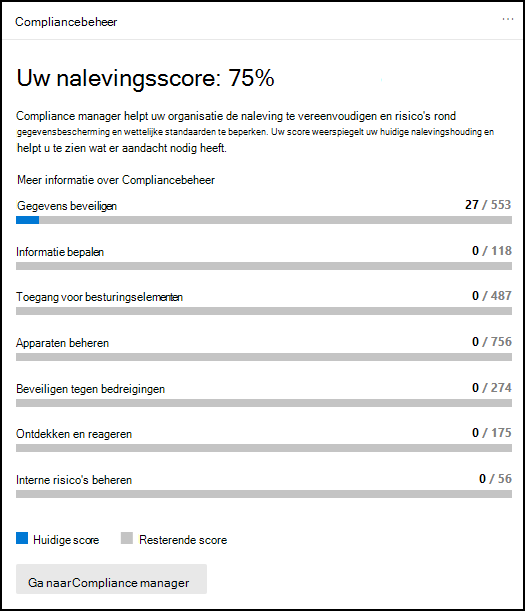 Compliancebeheer
Uw nalevingsscore: 75%
Compliance manager helpt uw organisatie de naleving te vereenvoudigen en risico's rond
gegevensbescherming en wettelijke standaarden te beperken. Uw score weerspiegelt uw huidige nalevingshouding en
helpt u te zien wat er aandacht nodig heeft.
Meer informatie over Compliancebeheer
Gegevens beveiligen 27 / 553
Informatie bepalen 0 / 118
Toegang voor besturingselementen 0 / 487
Apparaten beheren 0 / 756
Beveiligen tegen bedreigingen 0 / 274
Ontdekken en reageren 0 / 175
Interne risico's beheren 0 / 56
Huidige score Resterende score
Ga naar Compliance manager